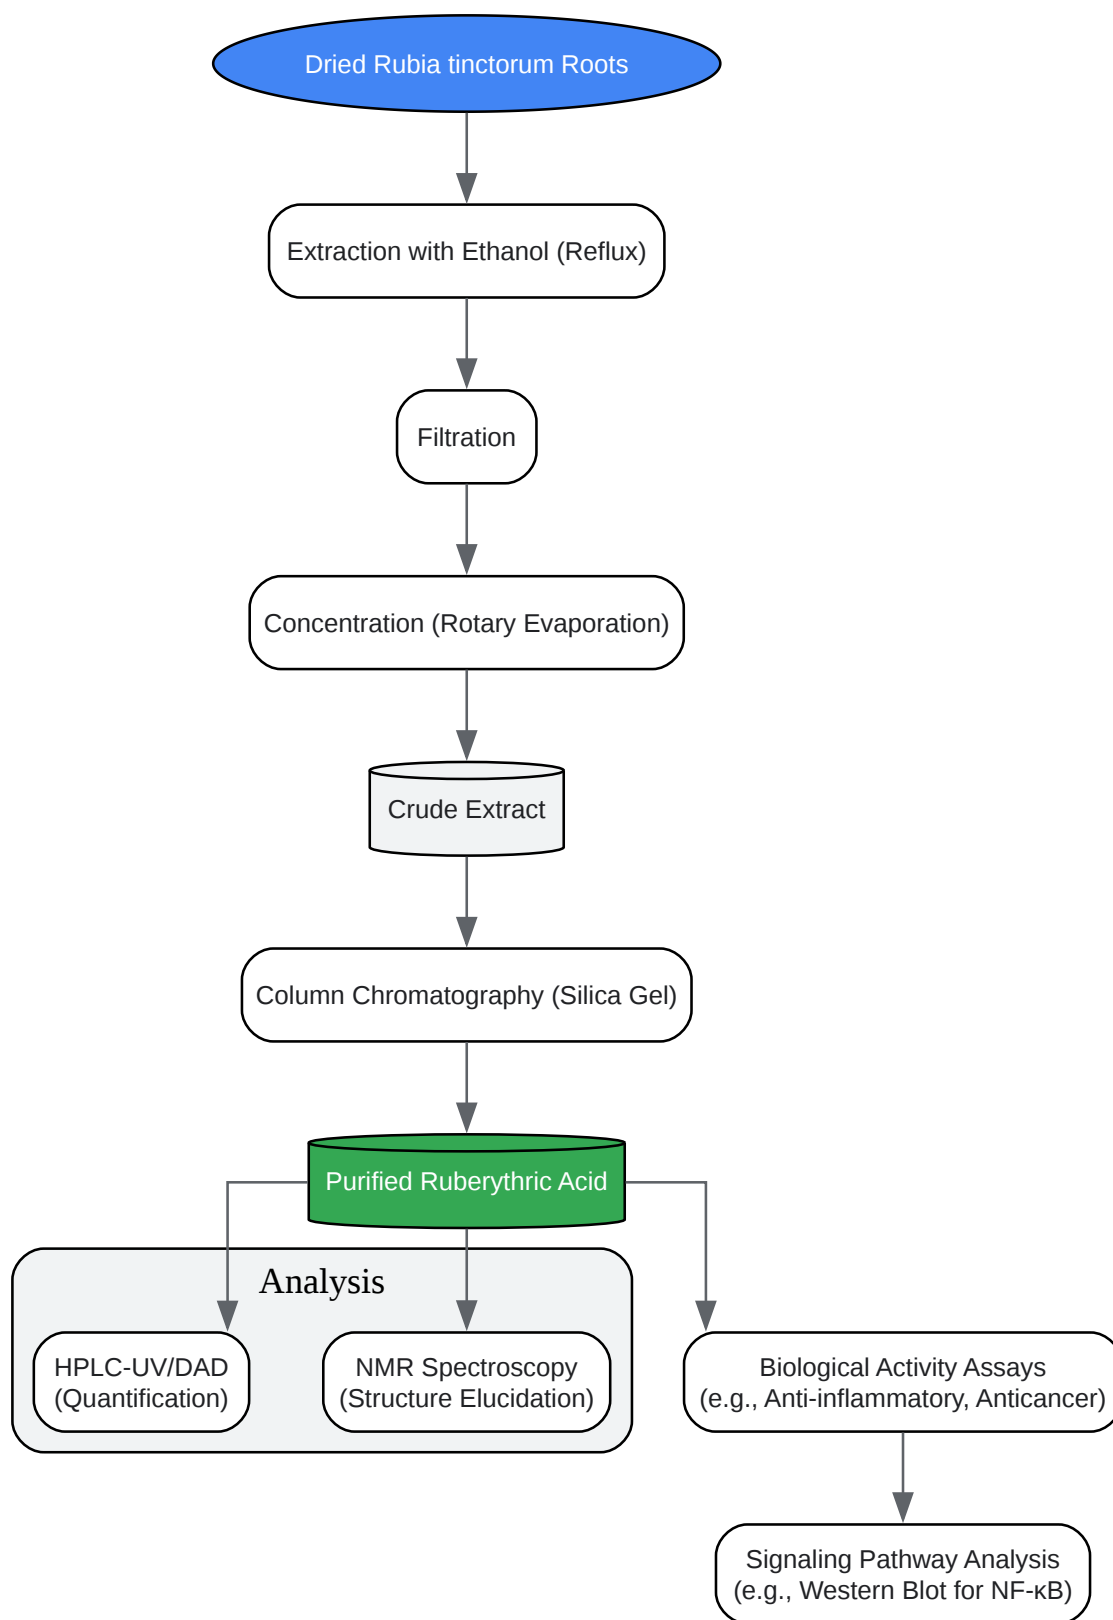 Dried Rubia tinctorum Roots
Extraction with Ethanol (Reflux)
Filtration
Concentration (Rotary Evaporation)
Crude Extract
Column Chromatography (Silica Gel)
Purified Ruberythric Acid
Analysis
HPLC-UV/DAD
(Quantification)
NMR Spectroscopy
(Structure Elucidation)
Biological Activity Assays
(e.g., Anti-inflammatory, Anticancer)
Signaling Pathway Analysis
(e.g., Western Blot for NF-κB)